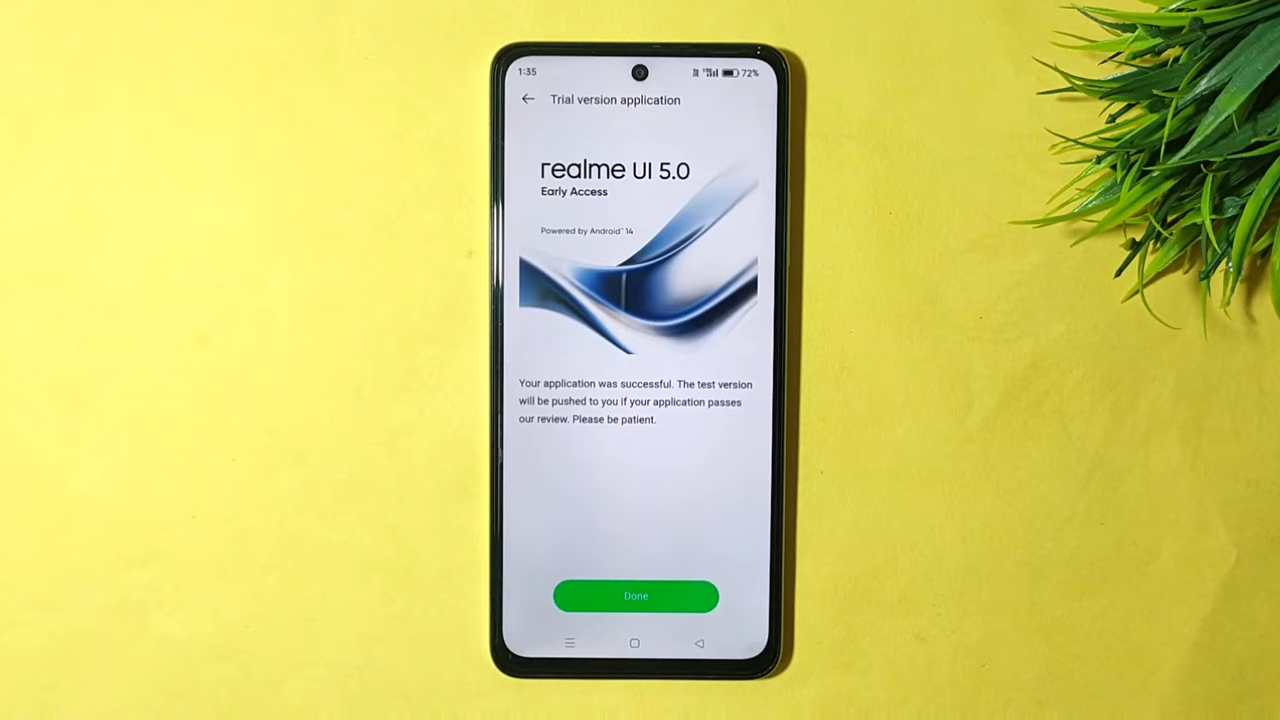 1:35
72%
Trial version application
realme UI 5.0
Early Access
Powered by Android™ 14
Your application was successful. The test version
will be pushed to you if your application passes
our review. Please be patient.
Done